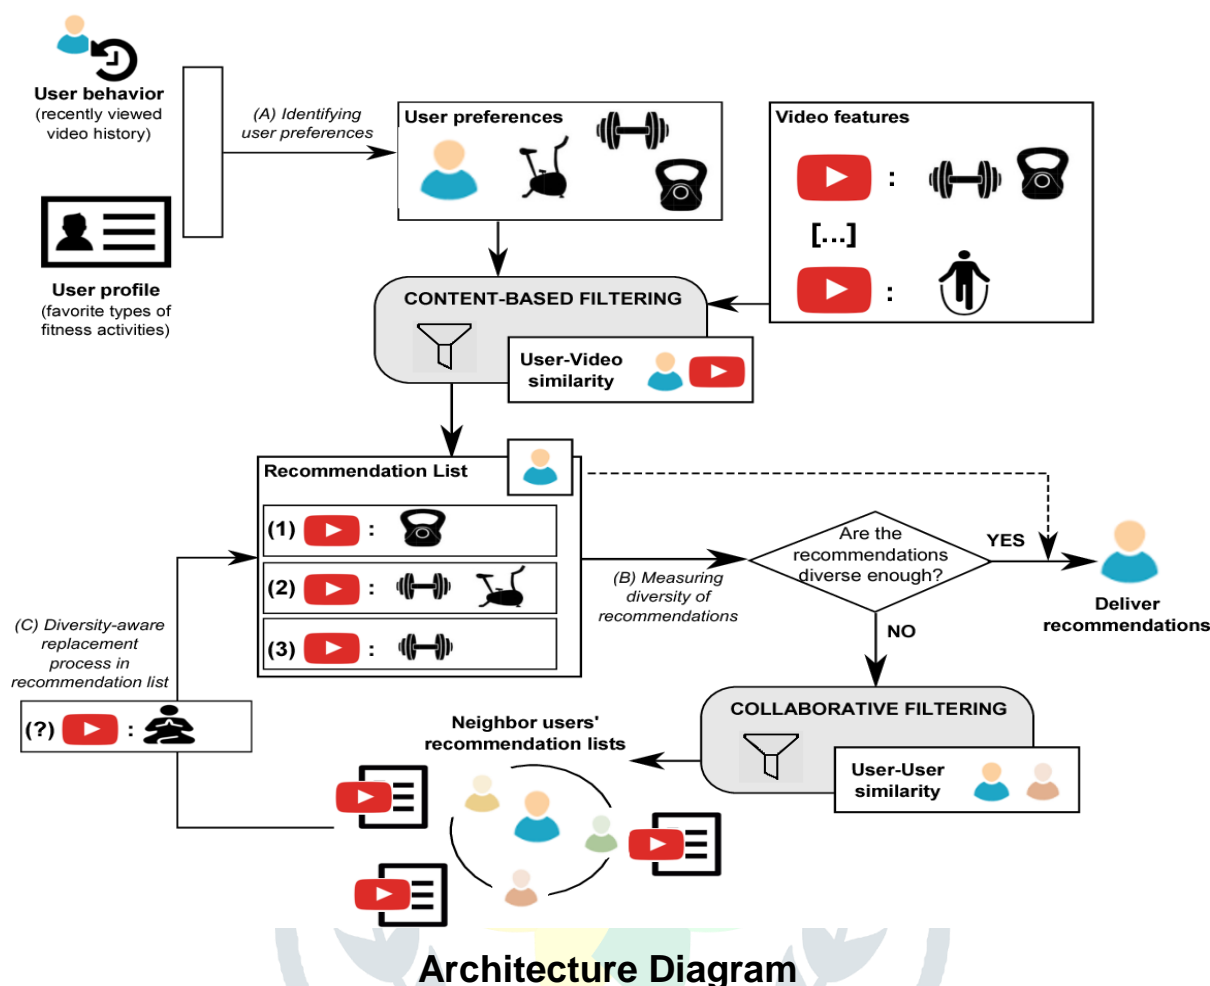 User behavior
(recently viewed
video history)
User profile
(favorite types of
fitness activities)
(A) Identifying
user preferences
User preferences
Video features
:
[...]
:
CONTENT-BASED FILTERING
User-Video
similarity
Recommendation List
(1) :
(2) :
(3) :
(B) Measuring
diversity of
recommendations
Are the
recommendations
diverse enough?
YES
Deliver
recommendations
NO
COLLABORATIVE FILTERING
User-User
similarity
Neighbor users'
recommendation lists
(C) Diversity-aware
replacement
process in
recommendation list
(?) :
Architecture Diagram